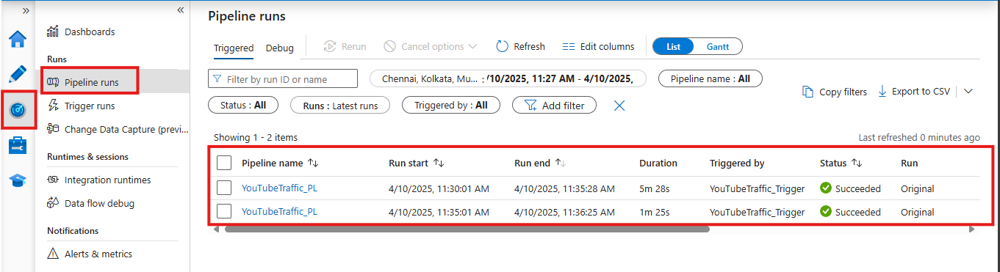 »
«
Dashboards
Runs
Pipeline runs
Trigger runs
Change Data Capture (previ...
Runtimes & sessions
Integration runtimes
Data flow debug
Notifications
Alerts & metrics
Pipeline runs
Triggered Debug Rerun Cancel options Refresh Edit columns List Gantt
Filter by run ID or name Chennai, Kolkata, Mu... : /10/2025, 11:27 AM - 4/10/2025, Pipeline name : All
Copy filters Export to CSV
Status : All Runs : Latest runs Triggered by : All Add filter
Showing 1 - 2 items Last refreshed 0 minutes ago
Pipeline name Run start Run end Duration Triggered by Status Run
YouTubeTraffic_PL 4/10/2025, 11:30:01 AM 4/10/2025, 11:35:28 AM 5m 28s YouTubeTraffic_Trigger Succeeded Original
YouTubeTraffic_PL 4/10/2025, 11:35:01 AM 4/10/2025, 11:36:25 AM 1m 25s YouTubeTraffic_Trigger Succeeded Original